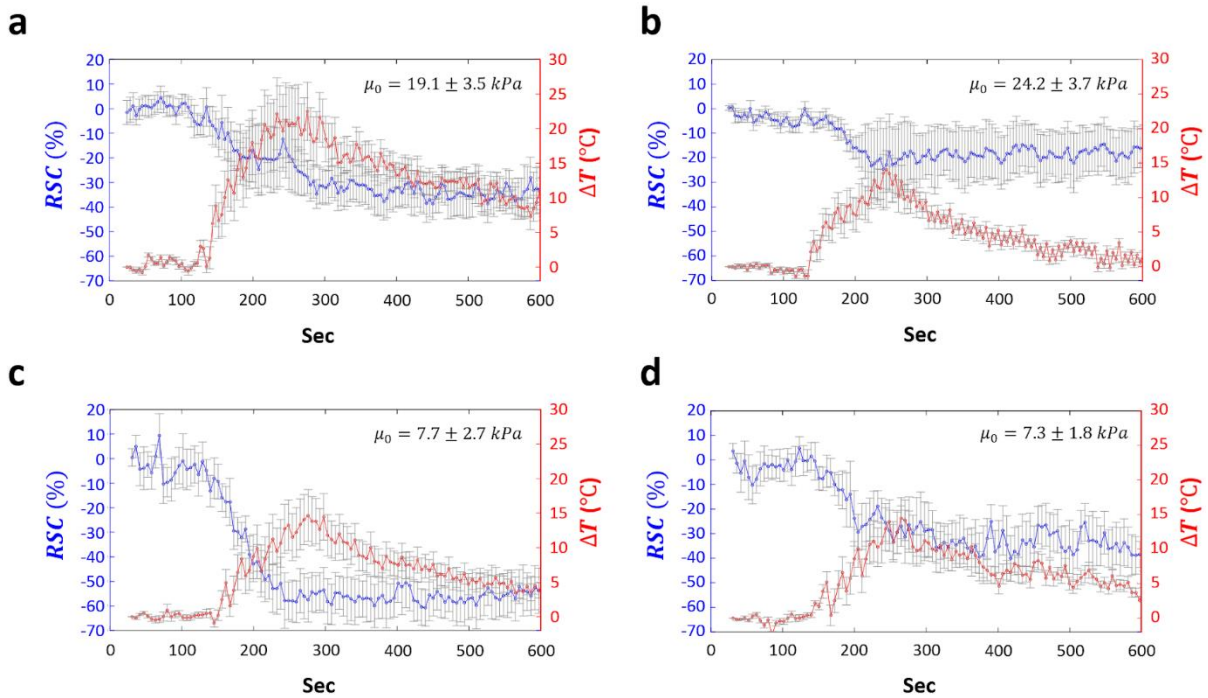 a
20
10
0
-10
-20
-30
-40
-50
-60
-70
RSC (%)
μ₀ = 19.1 ± 3.5 kPa
30
25
20
15
10
5
0
ΔT (°C)
0 100 200 300 400 500 600
Sec
b
20
10
0
-10
-20
-30
-40
-50
-60
-70
RSC (%)
μ₀ = 24.2 ± 3.7 kPa
30
25
20
15
10
5
0
ΔT (°C)
0 100 200 300 400 500 600
Sec
c
20
10
0
-10
-20
-30
-40
-50
-60
-70
RSC (%)
μ₀ = 7.7 ± 2.7 kPa
30
25
20
15
10
5
0
ΔT (°C)
0 100 200 300 400 500 600
Sec
d
20
10
0
-10
-20
-30
-40
-50
-60
-70
RSC (%)
μ₀ = 7.3 ± 1.8 kPa
30
25
20
15
10
5
0
ΔT (°C)
0 100 200 300 400 500 600
Sec